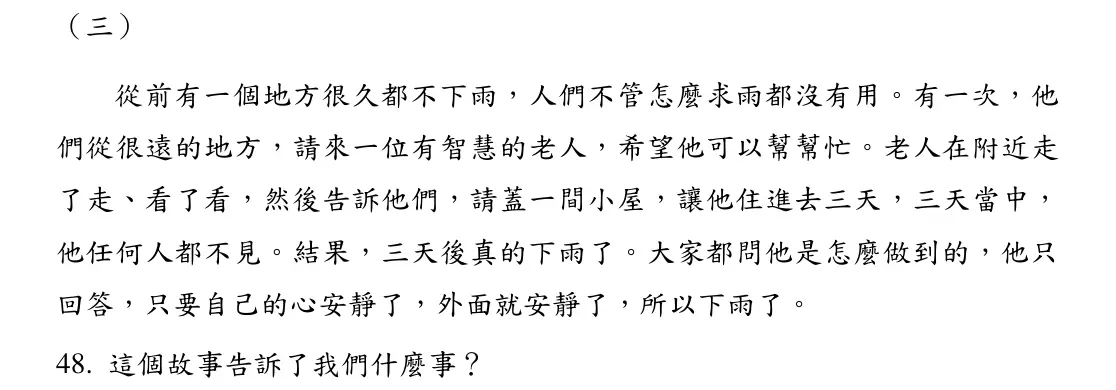 （三）
從前有一個地方很久都不下雨，人們不管怎麼求雨都沒有用。有一次，他
們從很遠的地方，請來一位有智慧的老人，希望他可以幫幫忙。老人在附近走
了走、看了看，然後告訴他們，請蓋一間小屋，讓他住進去三天，三天當中，
他任何人都不見。結果，三天後真的下雨了。大家都問他是怎麼做到的，他只
回答，只要自己的心安靜了，外面就安靜了，所以下雨了。
48. 這個故事告訴了我們什麼事？